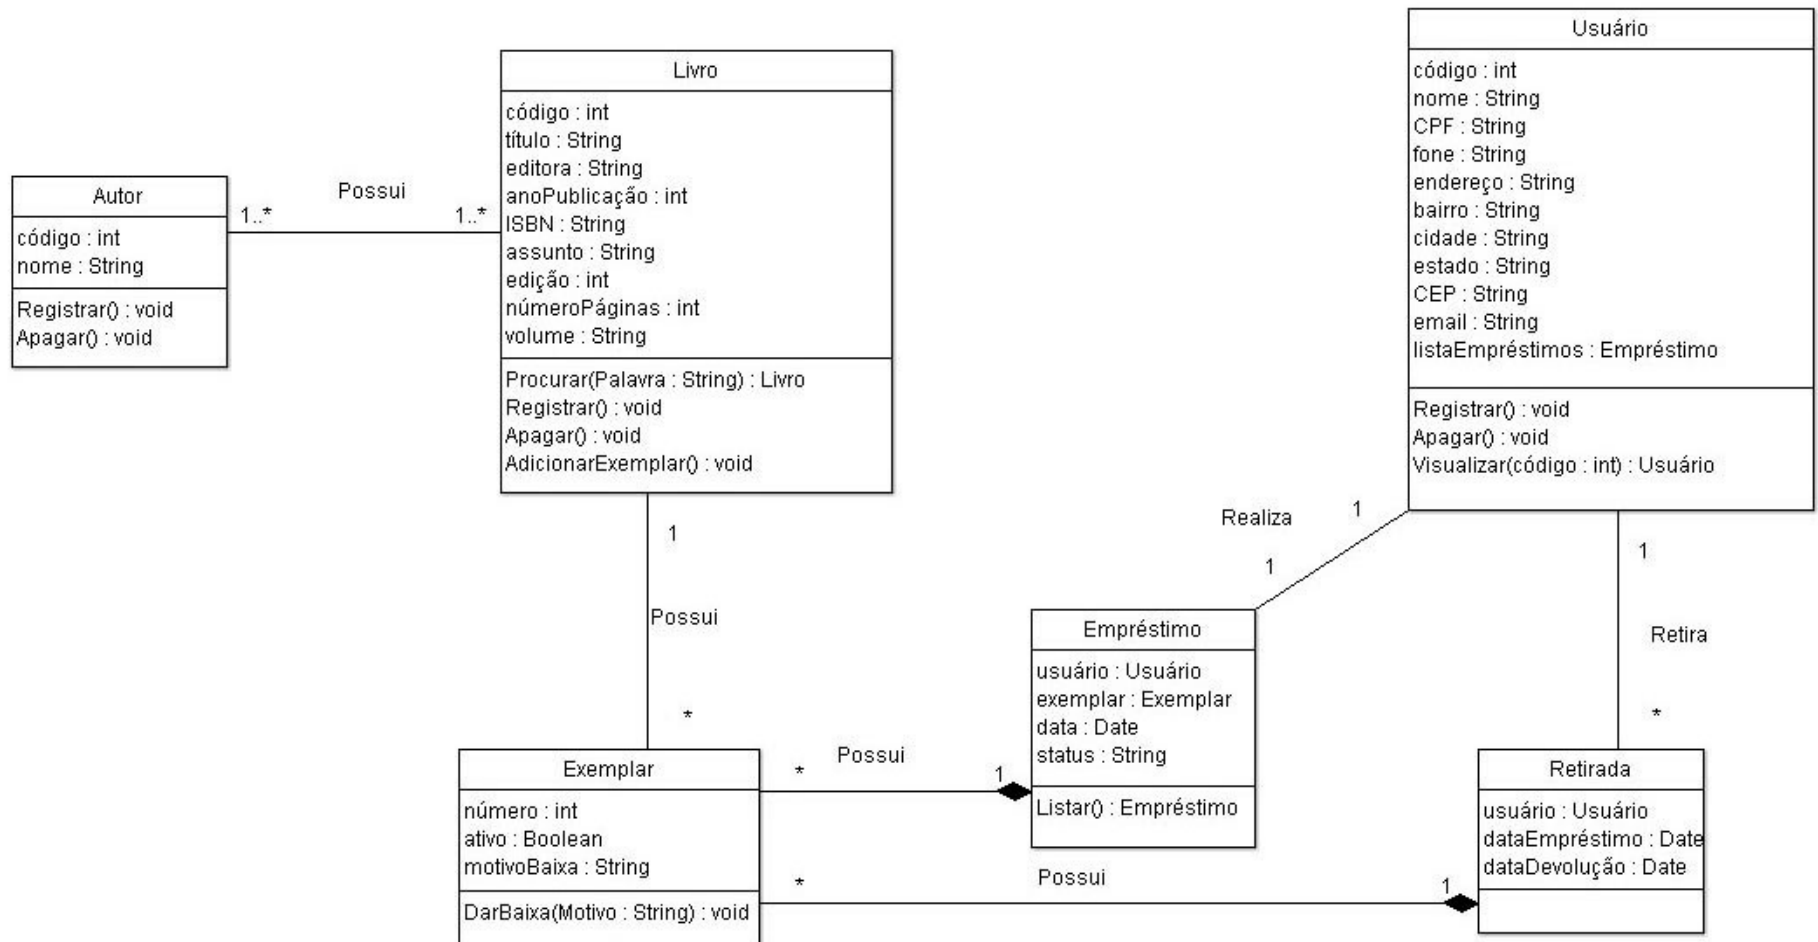 Autor
código : int
nome : String
Registrar() : void
Apagar() : void
1..*
Possui
1..*
Livro
código : int
título : String
editora : String
anoPublicação : int
ISBN : String
assunto : String
edição : int
númeroPáginas : int
volume : String
Procurar(Palavra : String) : Livro
Registrar() : void
Apagar() : void
AdicionarExemplar() : void
1
Possui
*
Usuário
código : int
nome : String
CPF : String
fone : String
endereço : String
bairro : String
cidade : String
estado : String
CEP : String
email : String
listaEmpréstimos : Empréstimo
Registrar() : void
Apagar() : void
Visualizar(código : int) : Usuário
Realiza
1
1
1
Retira
*
Exemplar
número : int
ativo : Boolean
motivoBaixa : String
DarBaixa(Motivo : String) : void
*
Possui
1
Empréstimo
usuário : Usuário
exemplar : Exemplar
data : Date
status : String
Listar() : Empréstimo
*
Possui
1
Retirada
usuário : Usuário
dataEmpréstimo : Date
dataDevolução : Date